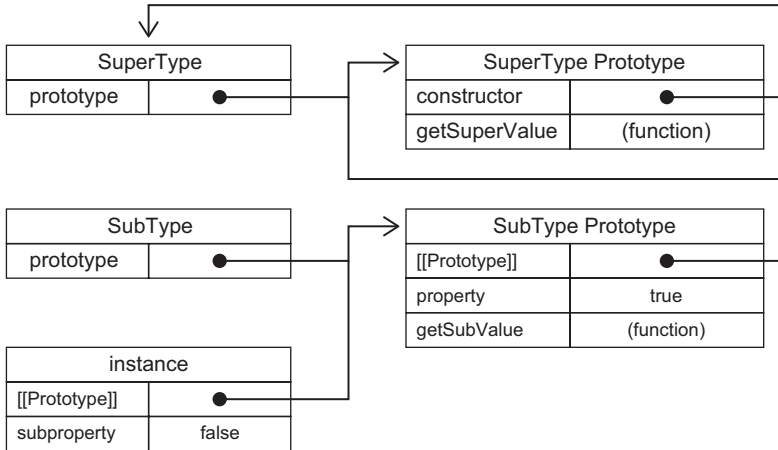 SuperType
prototype
SuperType Prototype
constructor
getSuperValue (function)
SubType
prototype
SubType Prototype
[[Prototype]]
property true
getSubValue (function)
instance
[[Prototype]]
subproperty false